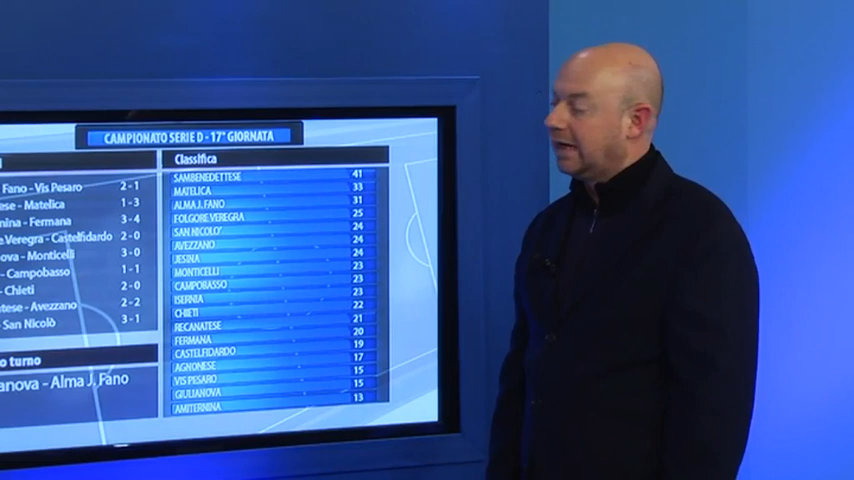 CAMPIONATO SERIE D - 17° GIORNATA
Fano - Vis Pesaro 2 - 1
ese - Matelica 1 - 3
nina - Fermana 3 - 4
e Veregra - Castelfidardo 2 - 0
ova - Monticelli 3 - 0
- Campobasso 1 - 1
- Chieti 2 - 0
tese - Avezzano 2 - 2
- San Nicolò 3 - 1
o turno
anova - Alma J. Fano
Classifica
SAMBENEDETTESE 41
MATELICA 33
ALMA J. FANO 31
FOLGORE VEREGRA 25
SAN NICOLO' 24
AVEZZANO 24
JESINA 24
MONTICELLI 23
CAMPOBASSO 23
ISERNIA 23
CHIETI 22
RECANATESE 21
FERMANA 20
CASTELFIDARDO 19
AGNONESE 17
VIS PESARO 15
GIULIANOVA 15
AMITERNINA 13